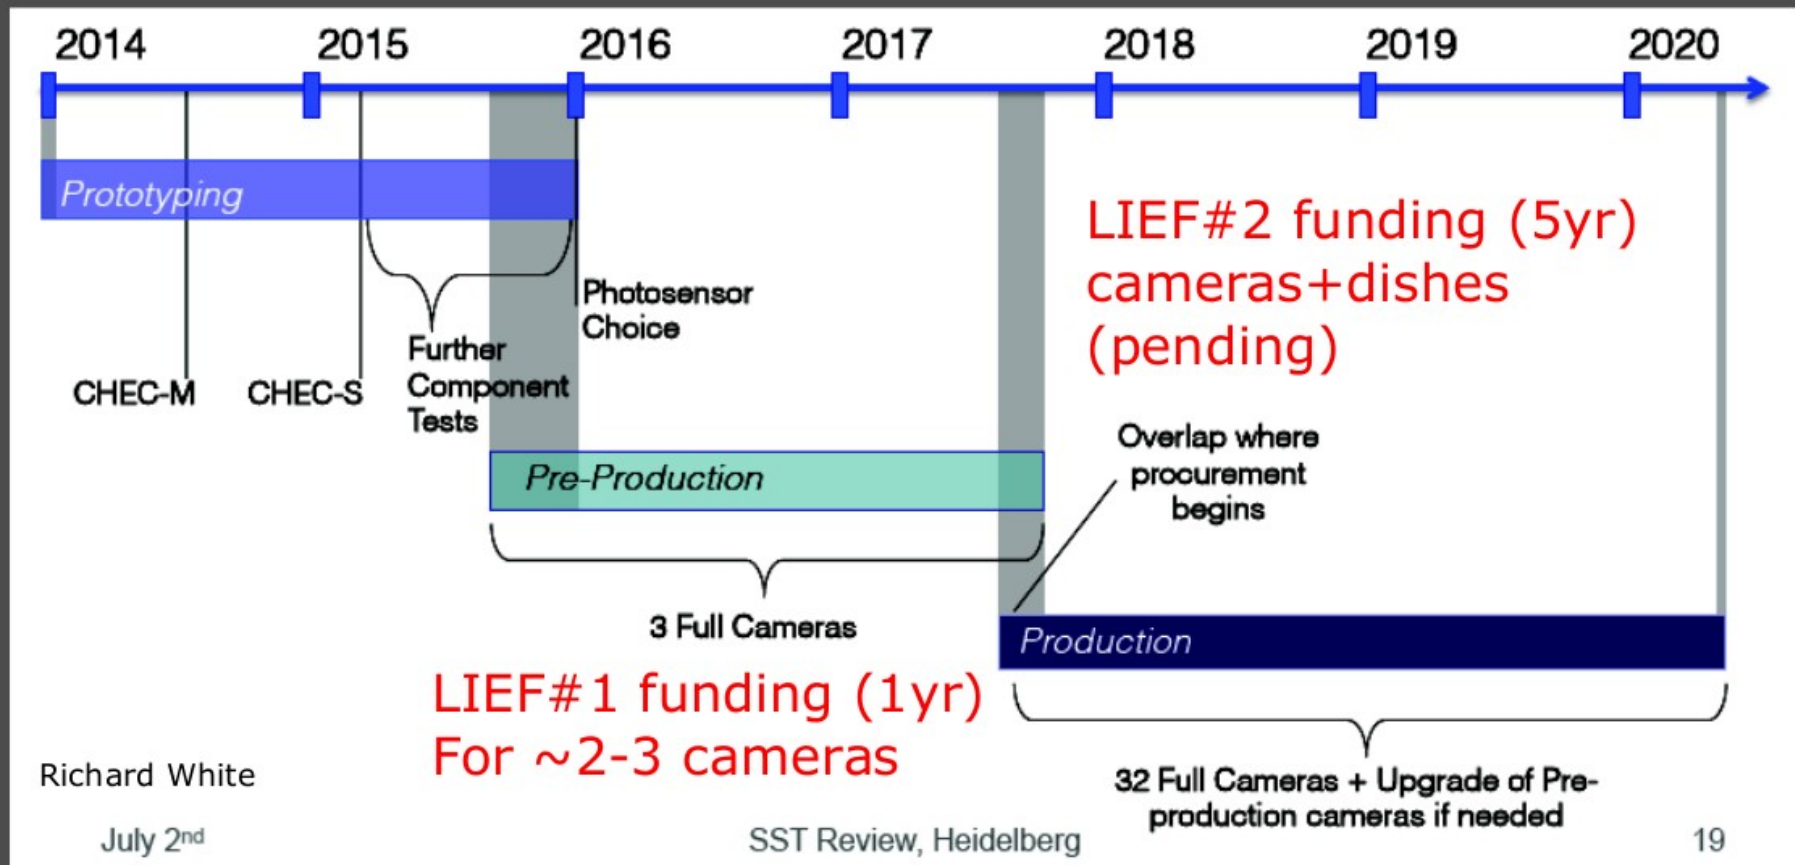 2014 2015 2016 2017 2018 2019 2020
Prototyping
LIEF#2 funding (5yr)
cameras+dishes
(pending)
Photosensor
Choice
Further
Component
Tests
CHEC-M
CHEC-S
Overlap where
procurement
begins
Pre-Production
3 Full Cameras
Production
LIEF#1 funding (1yr)
For ~2-3 cameras
32 Full Cameras + Upgrade of Pre-
production cameras if needed
Richard White
July 2nd
SST Review, Heidelberg
19